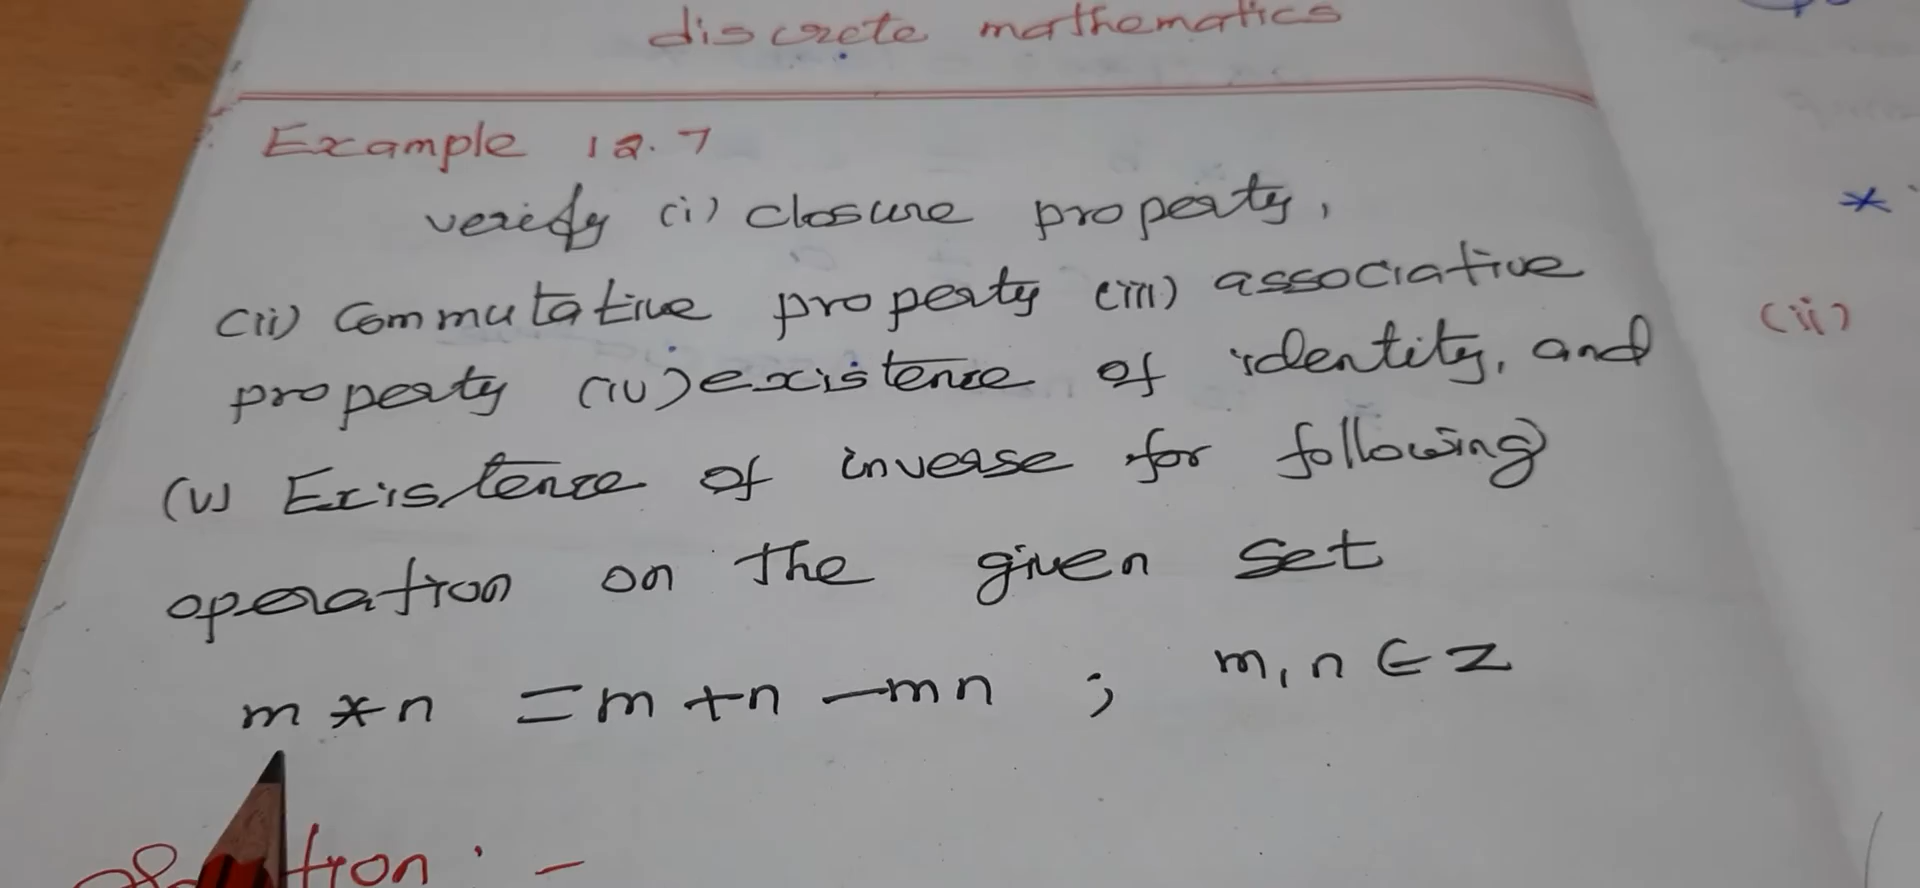 discrete mathematics
Example 12.7
verify (i) closure property,
(ii) commutative property (iii) associative
property (iv) existence of identity, and
(v) Existence of inverse for following
operation on the given set
m * n = m + n - mn ; m, n ∈ Z
*
(ii)